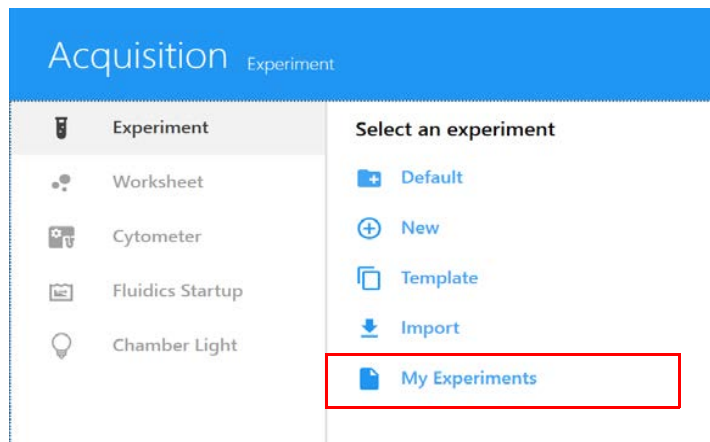 Acquisition Experiment
Experiment
Worksheet
Cytometer
Fluidics Startup
Chamber Light
Select an experiment
Default
New
Template
Import
My Experiments